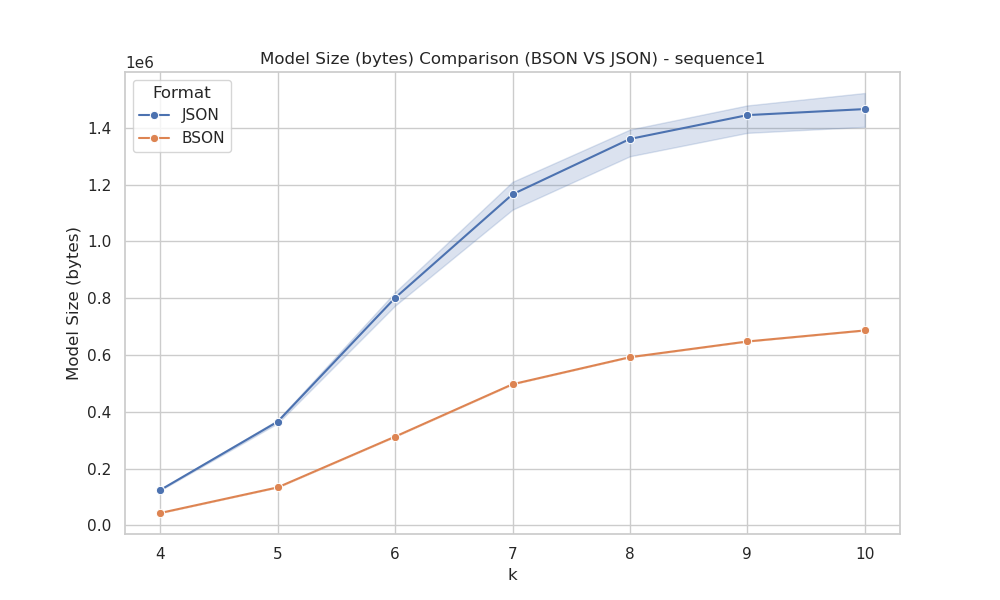 Model Size (bytes) Comparison (BSON VS JSON) - sequence1
1e6
Format
JSON
BSON
1.4
1.2
1.0
0.8
0.6
0.4
0.2
0.0
Model Size (bytes)
4 5 6 7 8 9 10
k